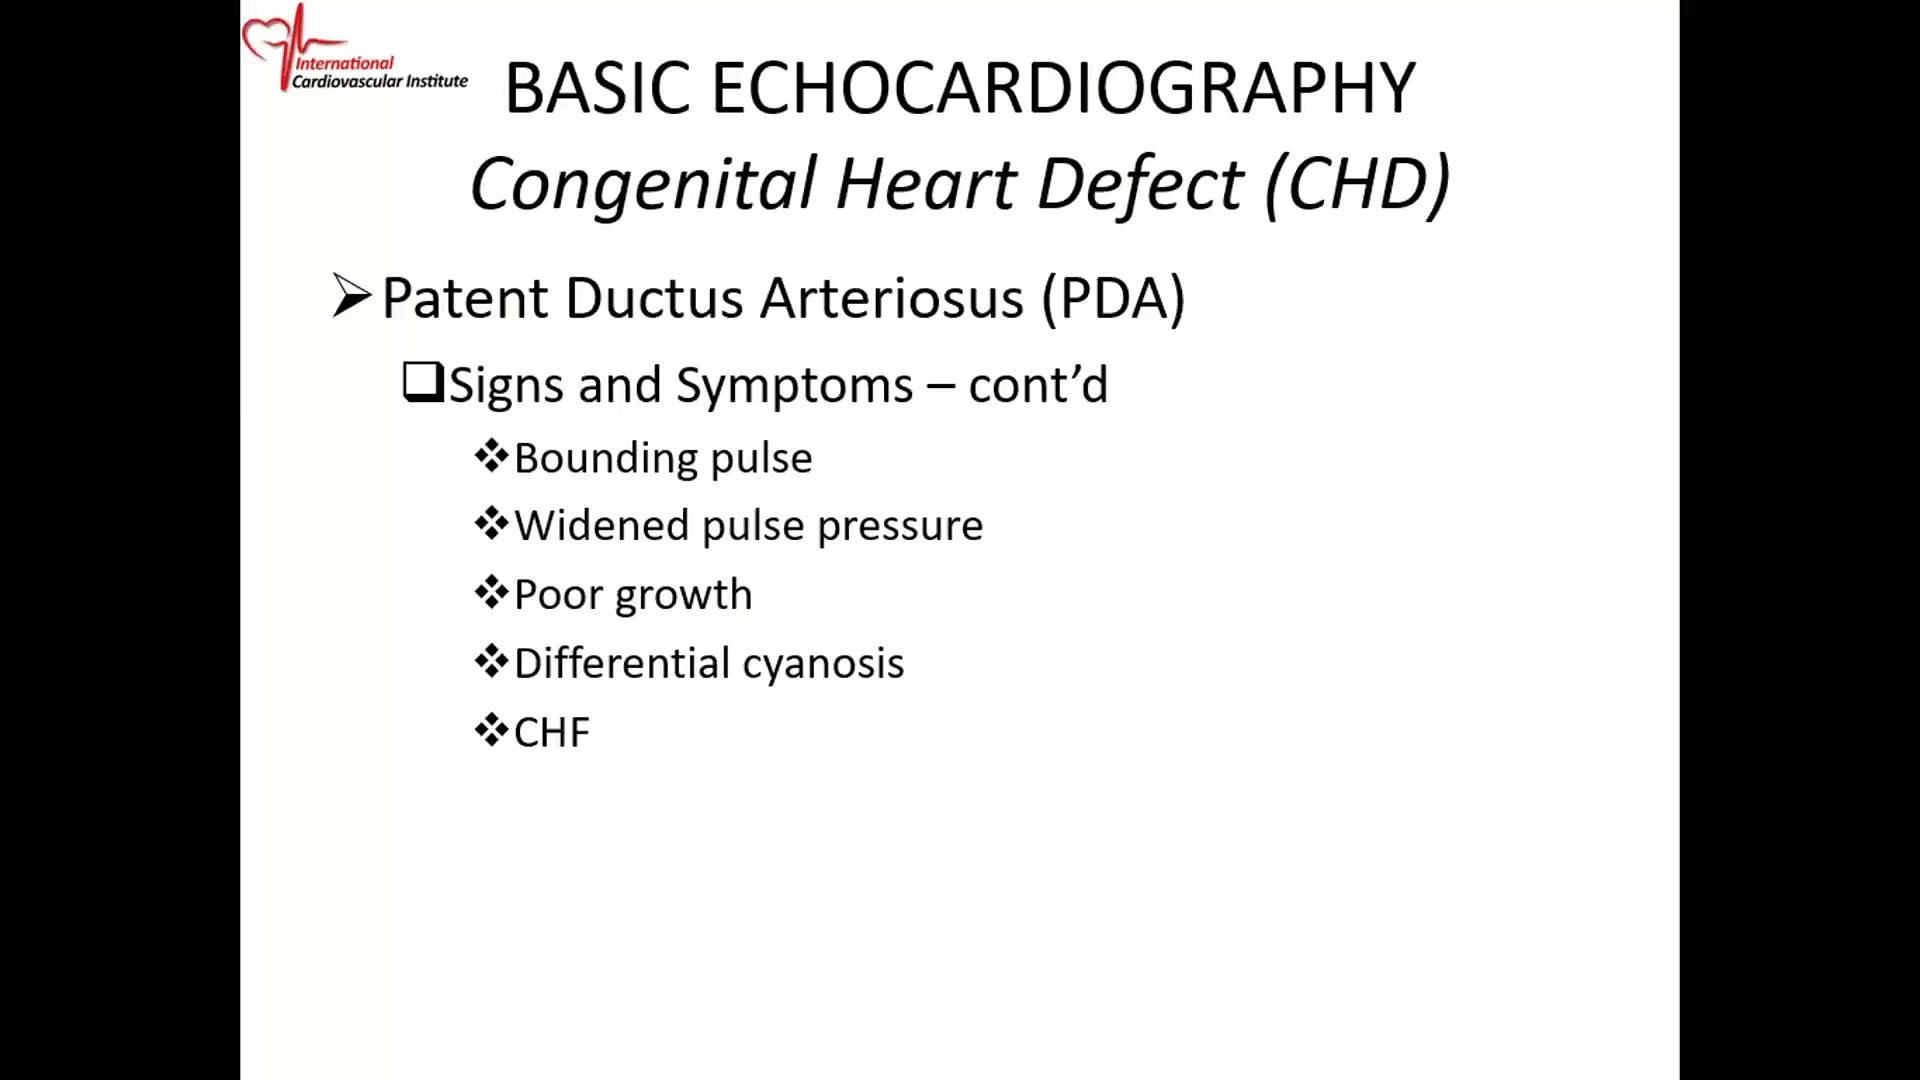 International
Cardiovascular Institute
BASIC ECHOCARDIOGRAPHY
Congenital Heart Defect (CHD)
Patent Ductus Arteriosus (PDA)
Signs and Symptoms – cont’d
Bounding pulse
Widened pulse pressure
Poor growth
Differential cyanosis
CHF